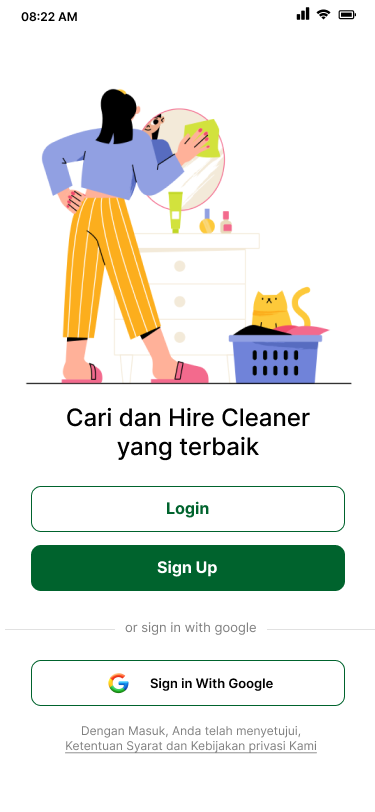 08:22 AM
Cari dan Hire Cleaner
yang terbaik
Login
Sign Up
or sign in with google
Sign in With Google
Dengan Masuk, Anda telah menyetujui,
Ketentuan Syarat dan Kebijakan privasi Kami